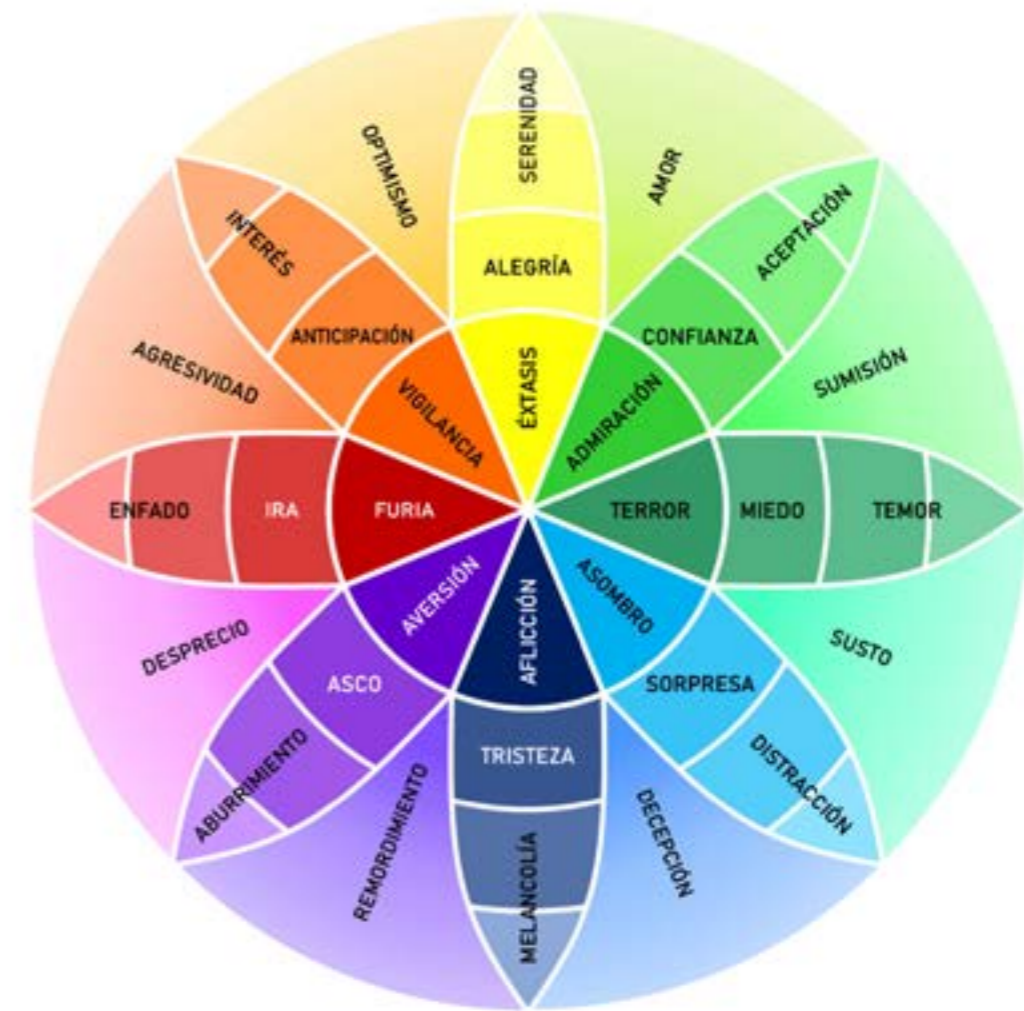 SERENIDAD
OPTIMISMO
AMOR
INTERÉS
ACEPTACIÓN
ALEGRÍA
ANTICIPACIÓN
CONFIANZA
AGRESIVIDAD
SUMISIÓN
VIGILANCIA
ÉXTASIS
ADMIRACIÓN
ENFADO
IRA
FURIA
TERROR
MIEDO
TEMOR
AVERSIÓN
AFLICCIÓN
ASOMBRO
DESPRECIO
SUSTO
ASCO
SORPRESA
TRISTEZA
ABURRIMIENTO
DISTRACCIÓN
REMORDIMIENTO
DECEPCIÓN
MELANCOLÍA